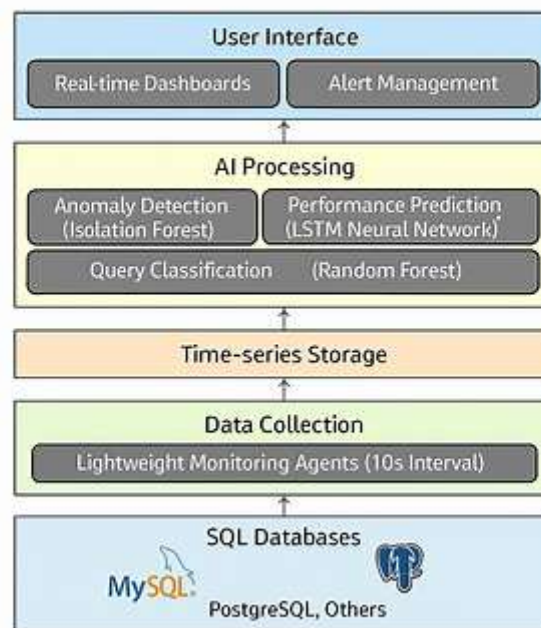 User Interface
Real-time Dashboards
Alert Management
AI Processing
Anomaly Detection
(Isolation Forest)
Performance Prediction
(LSTM Neural Network)*
Query Classification (Random Forest)
Time-series Storage
Data Collection
Lightweight Monitoring Agents (10s Interval)
SQL Databases
MySQL
PostgreSQL, Others